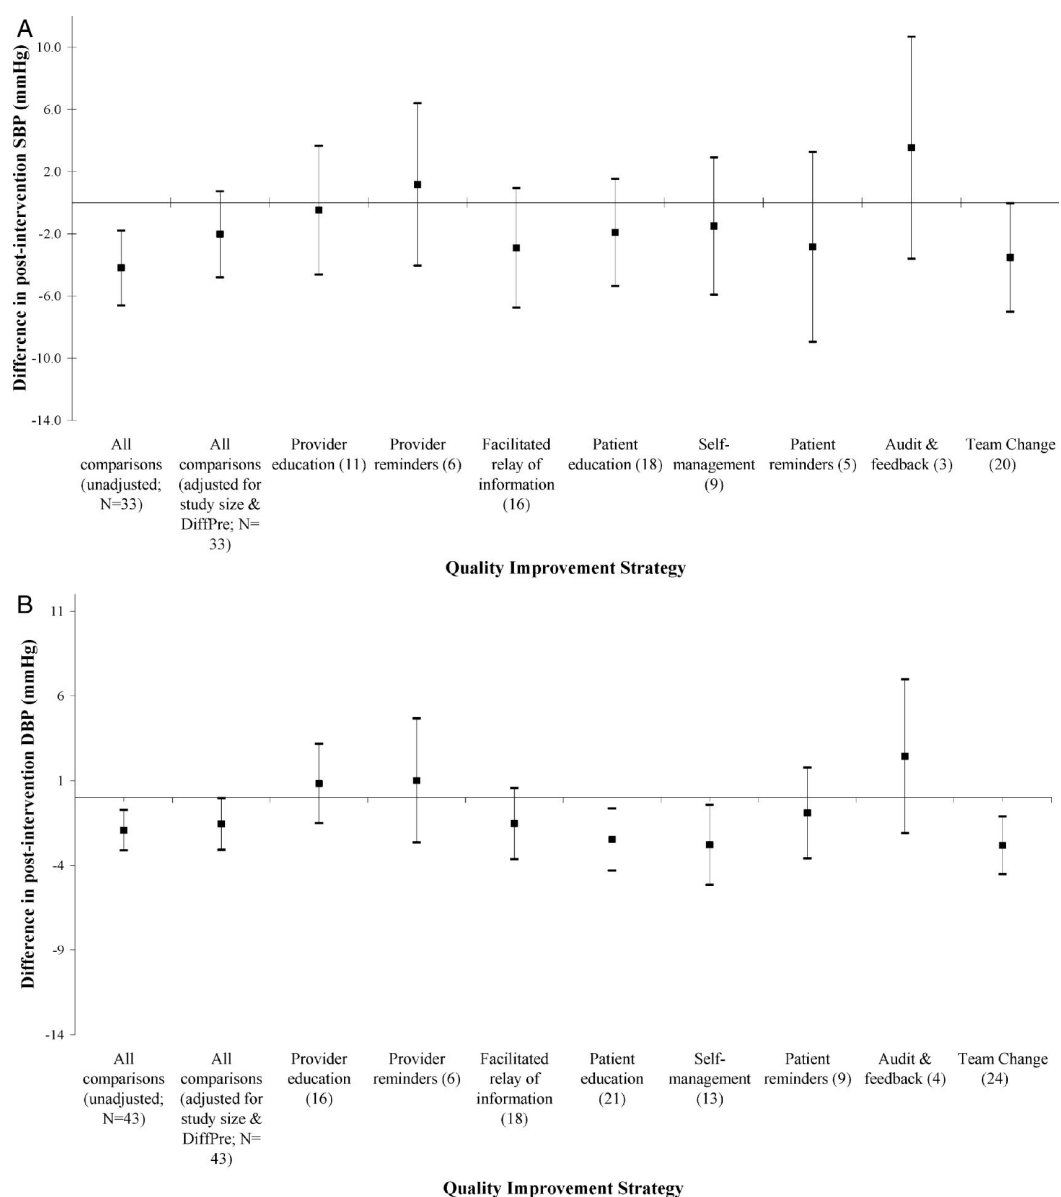 A
Difference in post-intervention SBP (mmHg)
10.0
6.0
2.0
-2.0
-6.0
-10.0
-14.0
All
comparisons
(unadjusted;
N=33)
All
comparisons
(adjusted for
study size &
DiffPre; N=
33)
Provider
education (11)
Provider
reminders (6)
Facilitated
relay of
information
(16)
Patient
education (18)
Self-
management
(9)
Patient
reminders (5)
Audit &
feedback (3)
Team Change
(20)
Quality Improvement Strategy
B
Difference in post-intervention DBP (mmHg)
11
6
1
-4
-9
-14
All
comparisons
(unadjusted;
N=43)
All
comparisons
(adjusted for
study size &
DiffPre; N=
43)
Provider
education
(16)
Provider
reminders (6)
Facilitated
relay of
information
(18)
Patient
education
(21)
Self-
management
(13)
Patient
reminders (9)
Audit &
feedback (4)
Team Change
(24)
Quality Improvement Strategy